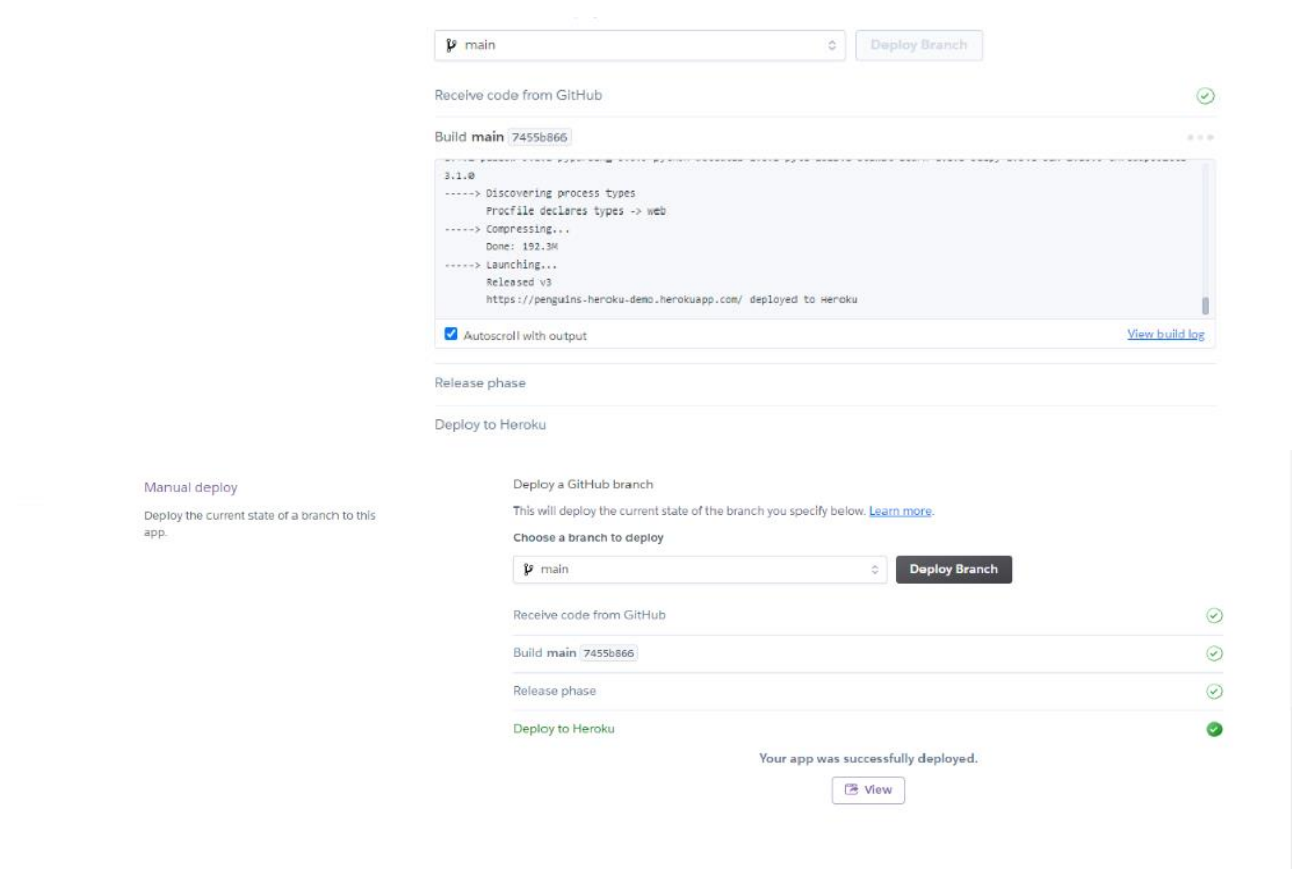 main
Deploy Branch
Receive code from GitHub
Build main 7455b866
3.1.0
-----> Discovering process types
Procfile declares types -> web
-----> Compressing...
Done: 192.3M
-----> Launching...
Released v3
https://penguins-heroku-demo.herokuapp.com/ deployed to Heroku
Autoscroll with output
View build log
Release phase
Deploy to Heroku
Manual deploy
Deploy the current state of a branch to this
app.
Deploy a GitHub branch
This will deploy the current state of the branch you specify below. Learn more.
Choose a branch to deploy
main
Deploy Branch
Receive code from GitHub
Build main 7455b866
Release phase
Deploy to Heroku
Your app was successfully deployed.
View